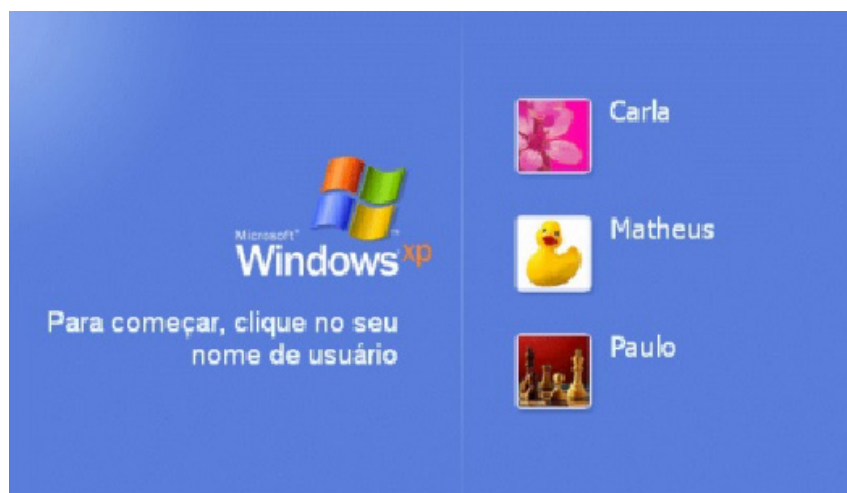 Microsoft®
Windows xp
Para começar, clique no seu
nome de usuário
Carla
Matheus
Paulo